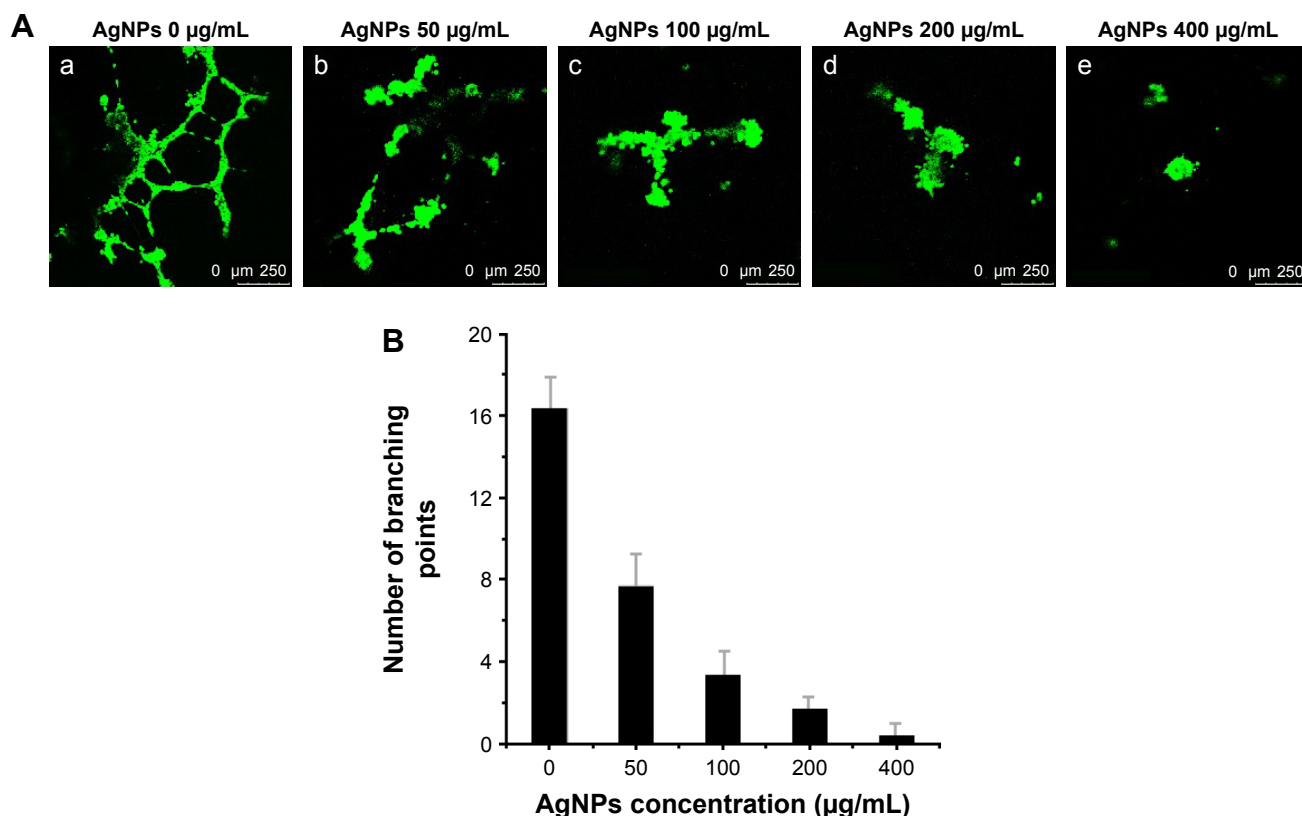 A
AgNPs 0 µg/mL
AgNPs 50 µg/mL
AgNPs 100 µg/mL
AgNPs 200 µg/mL
AgNPs 400 µg/mL
a
b
c
d
e
0 µm 250
0 µm 250
0 µm 250
0 µm 250
0 µm 250
B
Number of branching
points
20
16
12
8
4
0
0
50
100
200
400
AgNPs concentration (µg/mL)